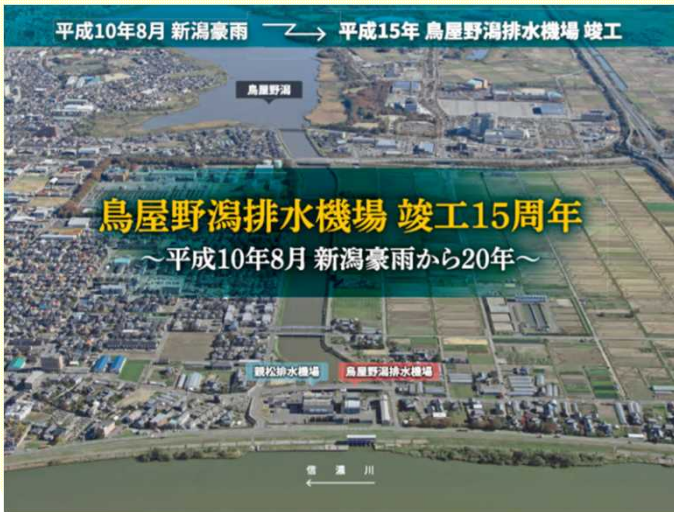 平成10年8月 新潟豪雨 → 平成15年 鳥屋野潟排水機場 竣工
鳥屋野潟
鳥屋野潟排水機場 竣工15周年
～平成10年8月 新潟豪雨から20年～
親松排水機場 鳥屋野潟排水機場
信濃川
←